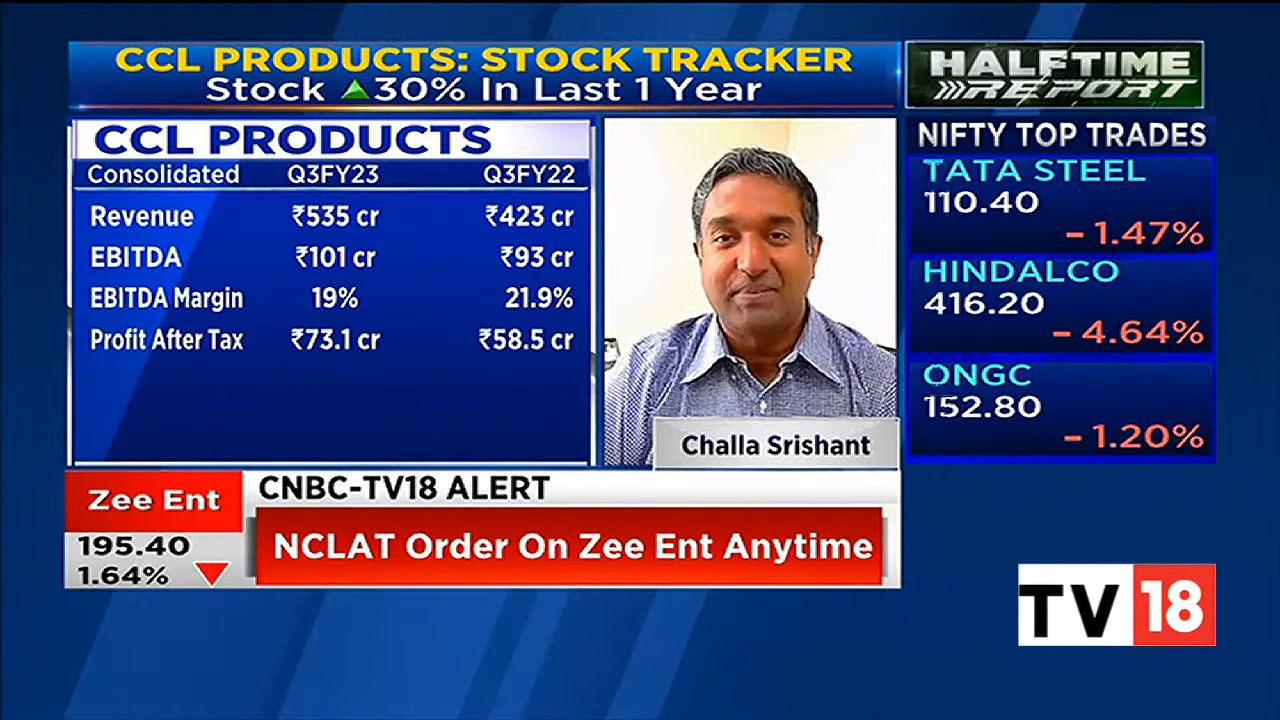 CCL PRODUCTS: STOCK TRACKER
Stock ▲30% In Last 1 Year
HALFTIME
REPORT
CCL PRODUCTS
Consolidated Q3FY23 Q3FY22
Revenue ₹535 cr ₹423 cr
EBITDA ₹101 cr ₹93 cr
EBITDA Margin 19% 21.9%
Profit After Tax ₹73.1 cr ₹58.5 cr
Challa Srishant
NIFTY TOP TRADES
TATA STEEL
110.40
– 1.47%
HINDALCO
416.20
– 4.64%
ONGC
152.80
– 1.20%
Zee Ent
195.40
1.64% ▼
CNBC-TV18 ALERT
NCLAT Order On Zee Ent Anytime
TV18